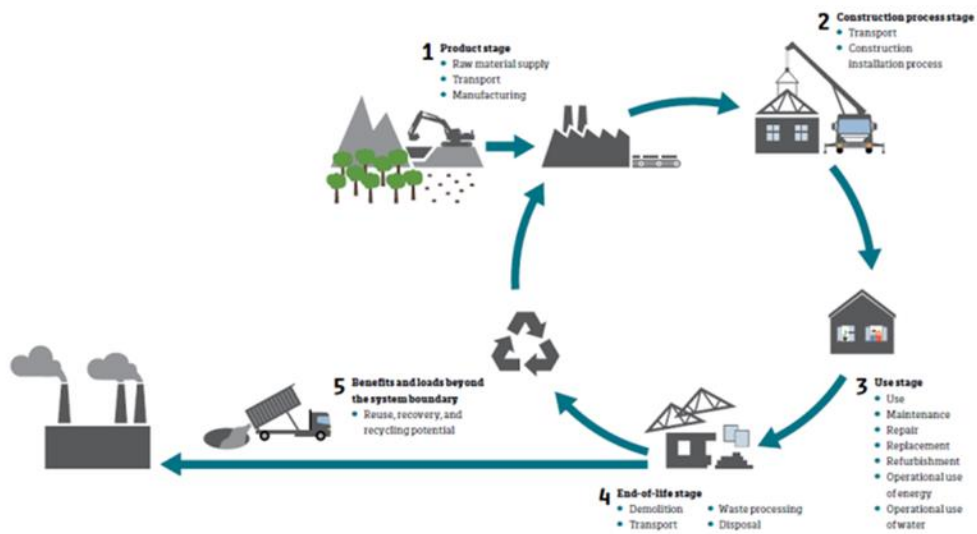 1 Product stage
• Raw material supply
• Transport
• Manufacturing
2 Construction process stage
• Transport
• Construction
installation process
3 Use stage
• Use
• Maintenance
• Repair
• Replacement
• Refurbishment
• Operational use
of energy
• Operational use
of water
4 End-of-life stage
• Demolition
• Transport
• Waste processing
• Disposal
5 Benefits and loads beyond
the system boundary
• Reuse, recovery, and
recycling potential